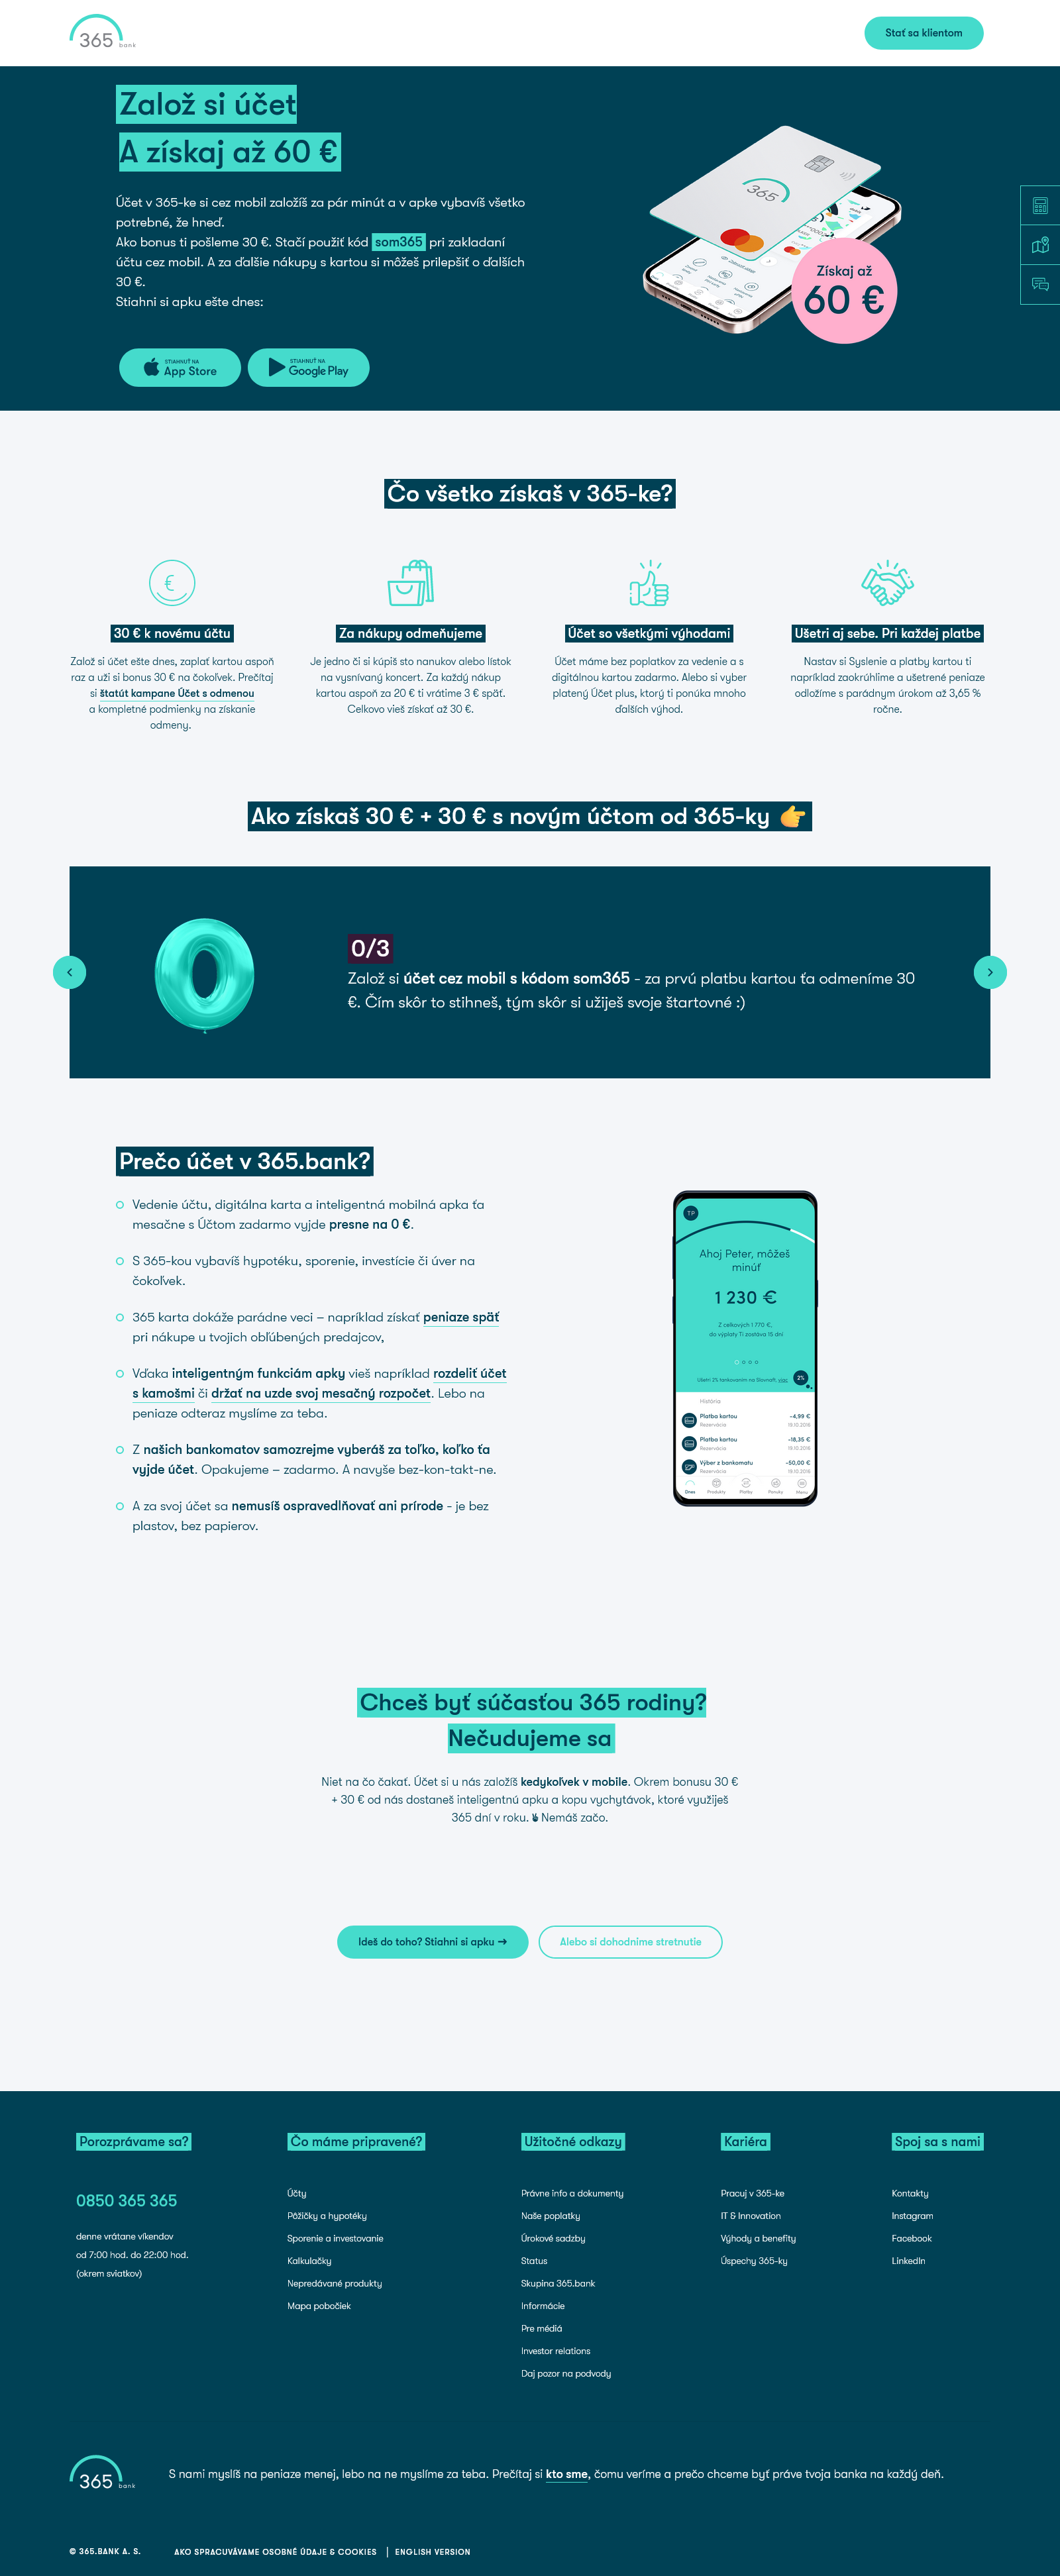 365 bank
Stať sa klientom
Založ si účet
A získaj až 60 €
Účet v 365-ke si cez mobil založíš za pár minút a v apke vybavíš všetko
potrebné, že hneď.
Ako bonus ti pošleme 30 €. Stačí použiť kód som365 pri zakladaní
účtu cez mobil. A za ďalšie nákupy s kartou si môžeš prilepšiť o ďalších
30 €.
Stiahni si apku ešte dnes:
365
Získaj až
60 €
STIAHNUŤ NA
App Store
STIAHNUŤ NA
Google Play
Čo všetko získaš v 365-ke?
€
30 € k novému účtu
Založ si účet ešte dnes, zaplať kartou aspoň
raz a uži si bonus 30 € na čokoľvek. Prečítaj
si štatút kampane Účet s odmenou
a kompletné podmienky na získanie
odmeny.
Za nákupy odmeňujeme
Je jedno či si kúpiš sto nanukov alebo lístok
na vysnívaný koncert. Za každý nákup
kartou aspoň za 20 € ti vrátime 3 € späť.
Celkovo vieš získať až 30 €.
Účet so všetkými výhodami
Účet máme bez poplatkov za vedenie a s
digitálnou kartou zadarmo. Alebo si vyber
platený Účet plus, ktorý ti ponúka mnoho
ďalších výhod.
Ušetri aj sebe. Pri každej platbe
Nastav si Syslenie a platby kartou ti
napríklad zaokrúhlime a ušetrené peniaze
odložíme s parádnym úrokom až 3,65 %
ročne.
Ako získaš 30 € + 30 € s novým účtom od 365-ky 👉
0
0/3
Založ si účet cez mobil s kódom som365 - za prvú platbu kartou ťa odmeníme 30
€. Čím skôr to stihneš, tým skôr si užiješ svoje štartovné :)
Prečo účet v 365.bank?
Vedenie účtu, digitálna karta a inteligentná mobilná apka ťa
mesačne s Účtom zadarmo vyjde presne na 0 €.
S 365-kou vybavíš hypotéku, sporenie, investície či úver na
čokoľvek.
365 karta dokáže parádne veci – napríklad získať peniaze späť
pri nákupe u tvojich obľúbených predajcov,
Vďaka inteligentným funkciám apky vieš napríklad rozdeliť účet
s kamošmi či držať na uzde svoj mesačný rozpočet. Lebo na
peniaze odteraz myslíme za teba.
Z našich bankomatov samozrejme vyberáš za toľko, koľko ťa
vyjde účet. Opakujeme – zadarmo. A navyše bez-kon-takt-ne.
A za svoj účet sa nemusíš ospravedlňovať ani prírode - je bez
plastov, bez papierov.
TP
Ahoj Peter, môžeš
minúť
1 230 €
Z celkových 1 770 €,
do výplaty Ti zostáva 15 dní
Ušetri 2% tankovaním na Slovnaft, viac
2%
História
Platba kartou -4,99 €
Rezervácia 19.10.2016
Platba kartou -18,35 €
Rezervácia 19.10.2016
Výber z bankomatu -50,00 €
Rezervácia 19.10.2016
Dnes Produkty Platby Ponuky Menu
Chceš byť súčasťou 365 rodiny?
Nečudujeme sa
Niet na čo čakať. Účet si u nás založíš kedykoľvek v mobile. Okrem bonusu 30 €
+ 30 € od nás dostaneš inteligentnú apku a kopu vychytávok, ktoré využiješ
365 dní v roku. ✌ Nemáš začo.
Ideš do toho? Stiahni si apku →
Alebo si dohodnime stretnutie
Porozprávame sa?
0850 365 365
denne vrátane víkendov
od 7:00 hod. do 22:00 hod.
(okrem sviatkov)
Čo máme pripravené?
Účty
Pôžičky a hypotéky
Sporenie a investovanie
Kalkulačky
Nepredávané produkty
Mapa pobočiek
Užitočné odkazy
Právne info a dokumenty
Naše poplatky
Úrokové sadzby
Status
Skupina 365.bank
Informácie
Pre médiá
Investor relations
Daj pozor na podvody
Kariéra
Pracuj v 365-ke
IT & Innovation
Výhody a benefity
Úspechy 365-ky
Spoj sa s nami
Kontakty
Instagram
Facebook
LinkedIn
365 bank
S nami myslíš na peniaze menej, lebo na ne myslíme za teba. Prečítaj si kto sme, čomu veríme a prečo chceme byť práve tvoja banka na každý deň.
© 365.BANK A. S.
AKO SPRACUVÁVAME OSOBNÉ ÚDAJE & COOKIES | ENGLISH VERSION